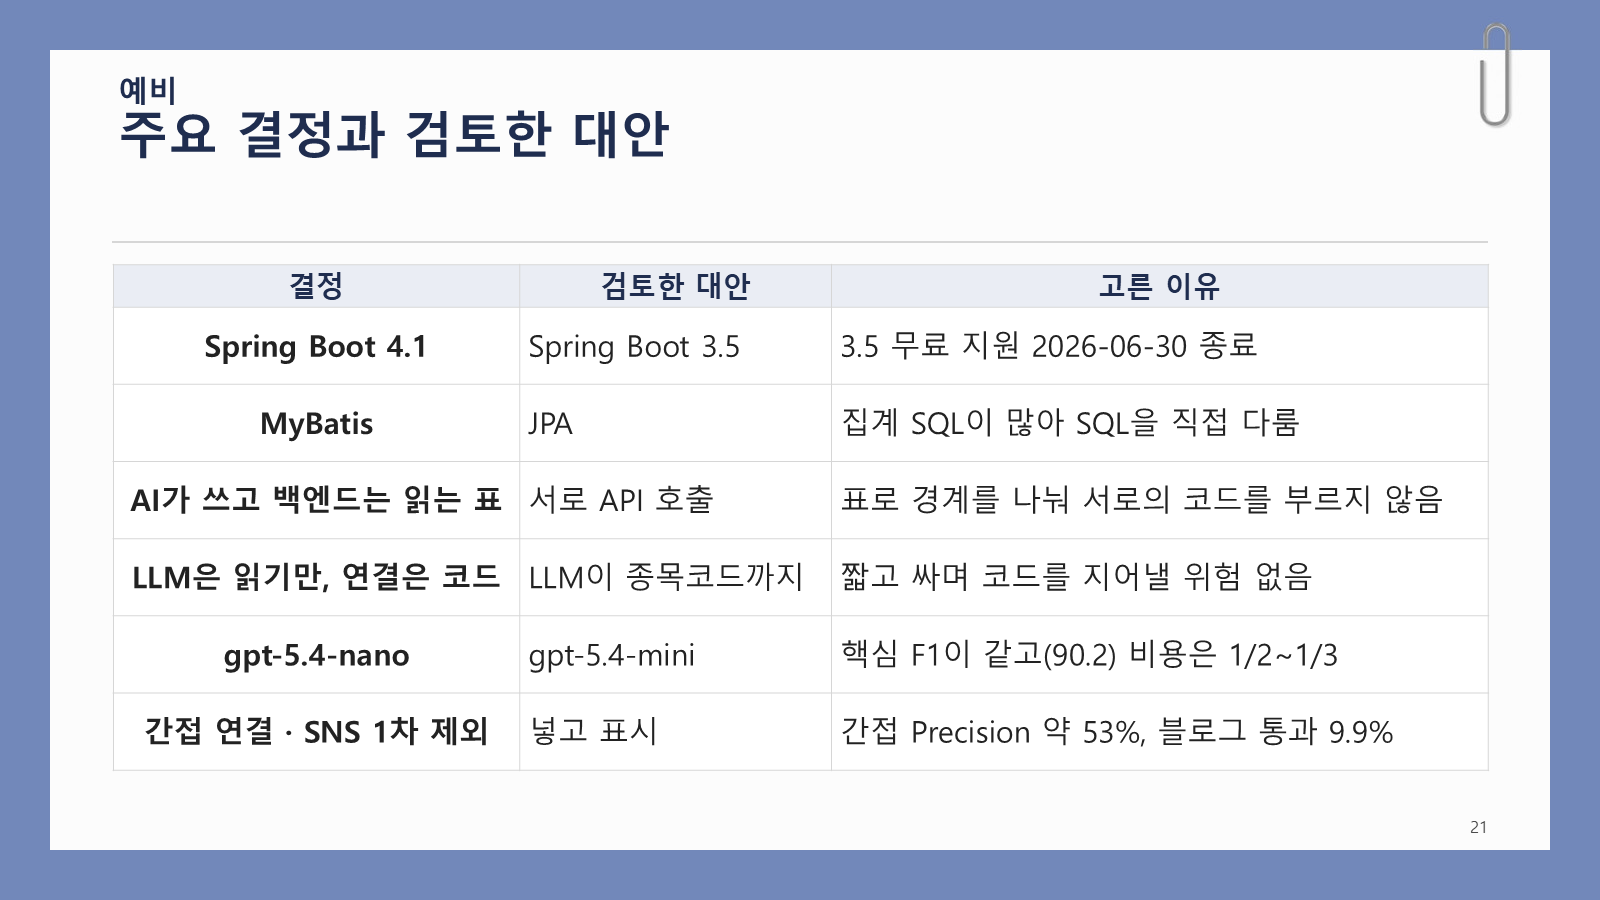 예비
주요 결정과 검토한 대안
결정 검토한 대안 고른 이유
Spring Boot 4.1 Spring Boot 3.5 3.5 무료 지원 2026-06-30 종료
MyBatis JPA 집계 SQL이 많아 SQL을 직접 다룸
AI가 쓰고 백엔드는 읽는 표 서로 API 호출 표로 경계를 나눠 서로의 코드를 부르지 않음
LLM은 읽기만, 연결은 코드 LLM이 종목코드까지 짧고 싸며 코드를 지어낼 위험 없음
gpt-5.4-nano gpt-5.4-mini 핵심 F1이 같고(90.2) 비용은 1/2~1/3
간접 연결 · SNS 1차 제외 넣고 표시 간접 Precision 약 53%, 블로그 통과 9.9%
21